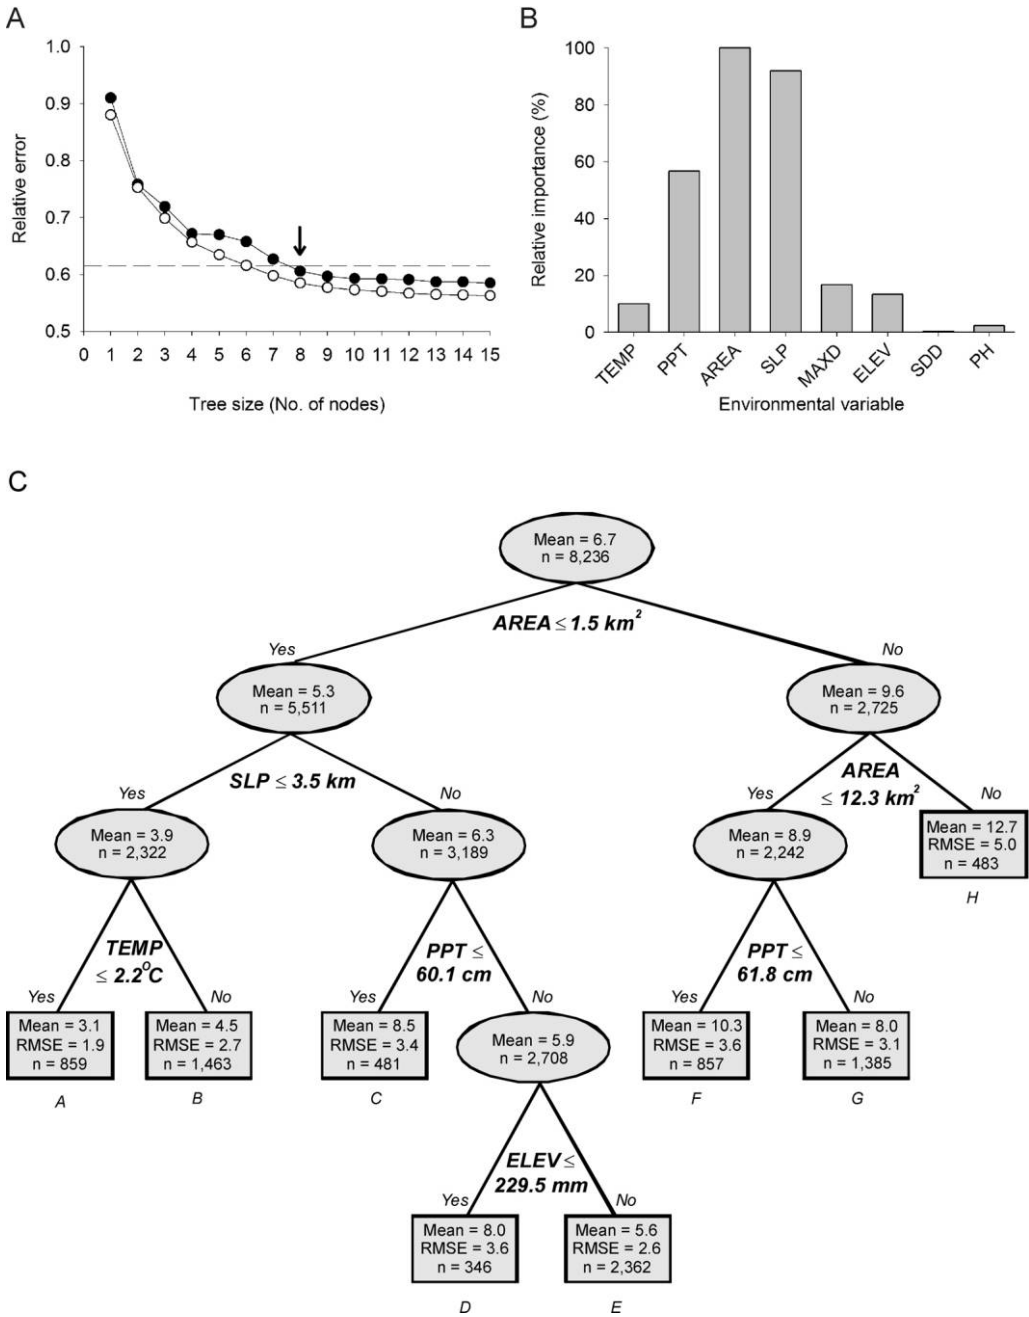 A
1.0
0.9
0.8
0.7
0.6
0.5
Relative error
0 1 2 3 4 5 6 7 8 9 10 11 12 13 14 15
Tree size (No. of nodes)
B
100
80
60
40
20
0
Relative importance (%)
TEMP PPT AREA SLP MAXD ELEV SDD PH
Environmental variable
C
Mean = 6.7
n = 8,236
AREA ≤ 1.5 km²
Yes
No
Mean = 5.3
n = 5,511
Mean = 9.6
n = 2,725
SLP ≤ 3.5 km
Yes
No
AREA
≤ 12.3 km²
Yes
No
Mean = 3.9
n = 2,322
Mean = 6.3
n = 3,189
Mean = 8.9
n = 2,242
Mean = 12.7
RMSE = 5.0
n = 483
H
TEMP
≤ 2.2°C
Yes
No
PPT ≤
60.1 cm
Yes
No
PPT ≤
61.8 cm
Yes
No
Mean = 3.1
RMSE = 1.9
n = 859
A
Mean = 4.5
RMSE = 2.7
n = 1,463
B
Mean = 8.5
RMSE = 3.4
n = 481
C
Mean = 5.9
n = 2,708
Mean = 10.3
RMSE = 3.6
n = 857
F
Mean = 8.0
RMSE = 3.1
n = 1,385
G
ELEV ≤
229.5 mm
Yes
No
Mean = 8.0
RMSE = 3.6
n = 346
D
Mean = 5.6
RMSE = 2.6
n = 2,362
E